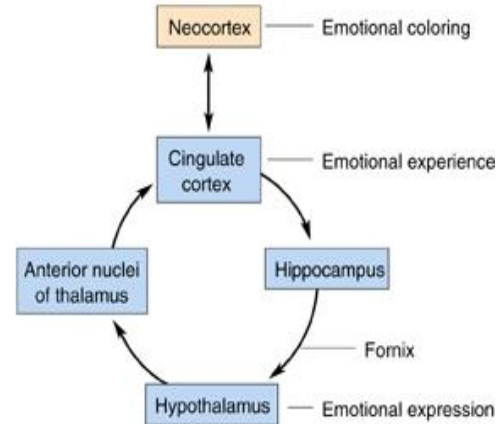 Neocortex
Emotional coloring
Cingulate
cortex
Emotional experience
Anterior nuclei
of thalamus
Hippocampus
Fornix
Hypothalamus
Emotional expression